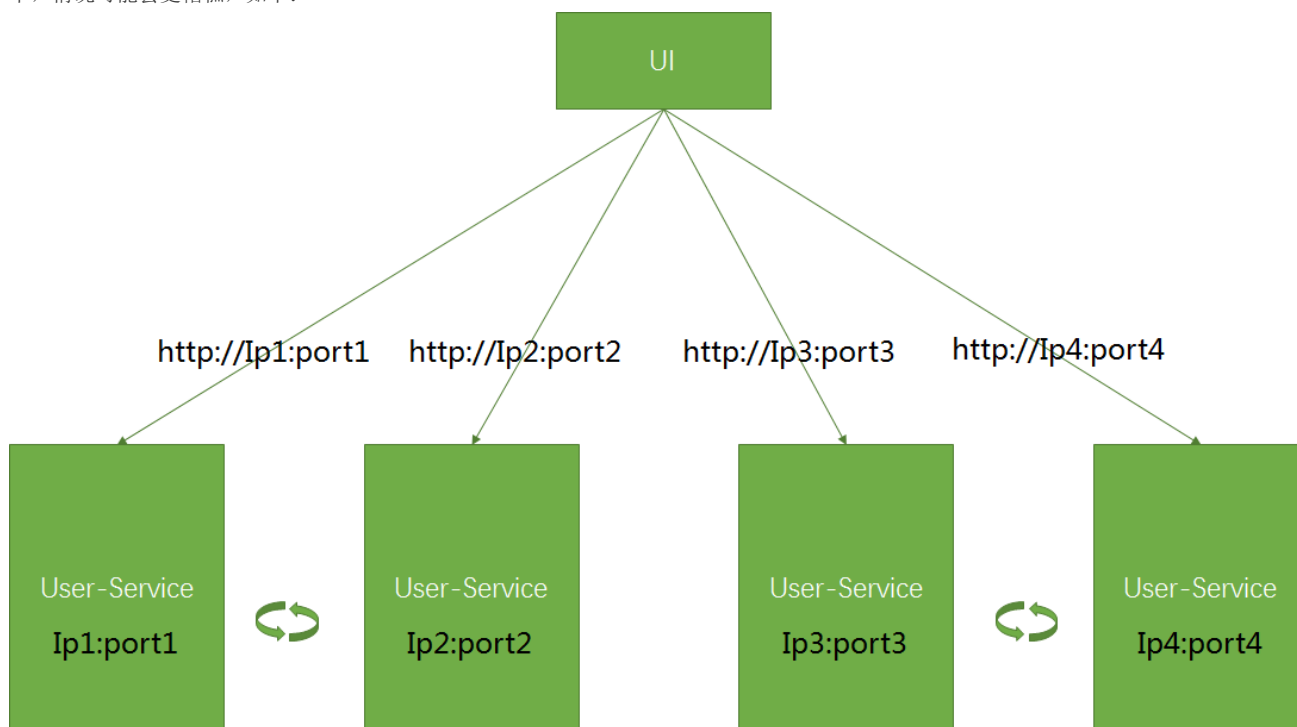 UI
http://Ip1:port1
http://Ip2:port2
http://Ip3:port3
http://Ip4:port4
User-Service
Ip1:port1
User-Service
Ip2:port2
User-Service
Ip3:port3
User-Service
Ip4:port4